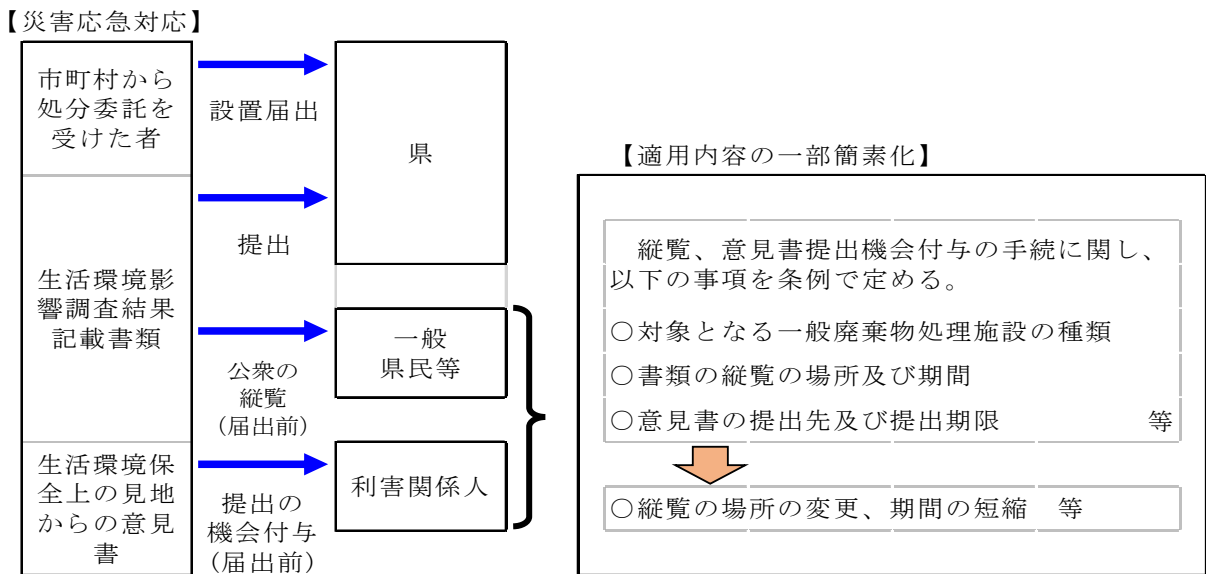 【災害応急対応】
市町村から
処分委託を
受けた者
設置届出
県
提出
生活環境影
響調査結果
記載書類
公衆の
縦覧
(届出前)
一般
県民等
生活環境保
全上の見地
からの意見
書
提出の
機会付与
(届出前)
利害関係人
【適用内容の一部簡素化】
縦覧、意見書提出機会付与の手続に関し、
以下の事項を条例で定める。
○対象となる一般廃棄物処理施設の種類
○書類の縦覧の場所及び期間
○意見書の提出先及び提出期限 等
○縦覧の場所の変更、期間の短縮 等